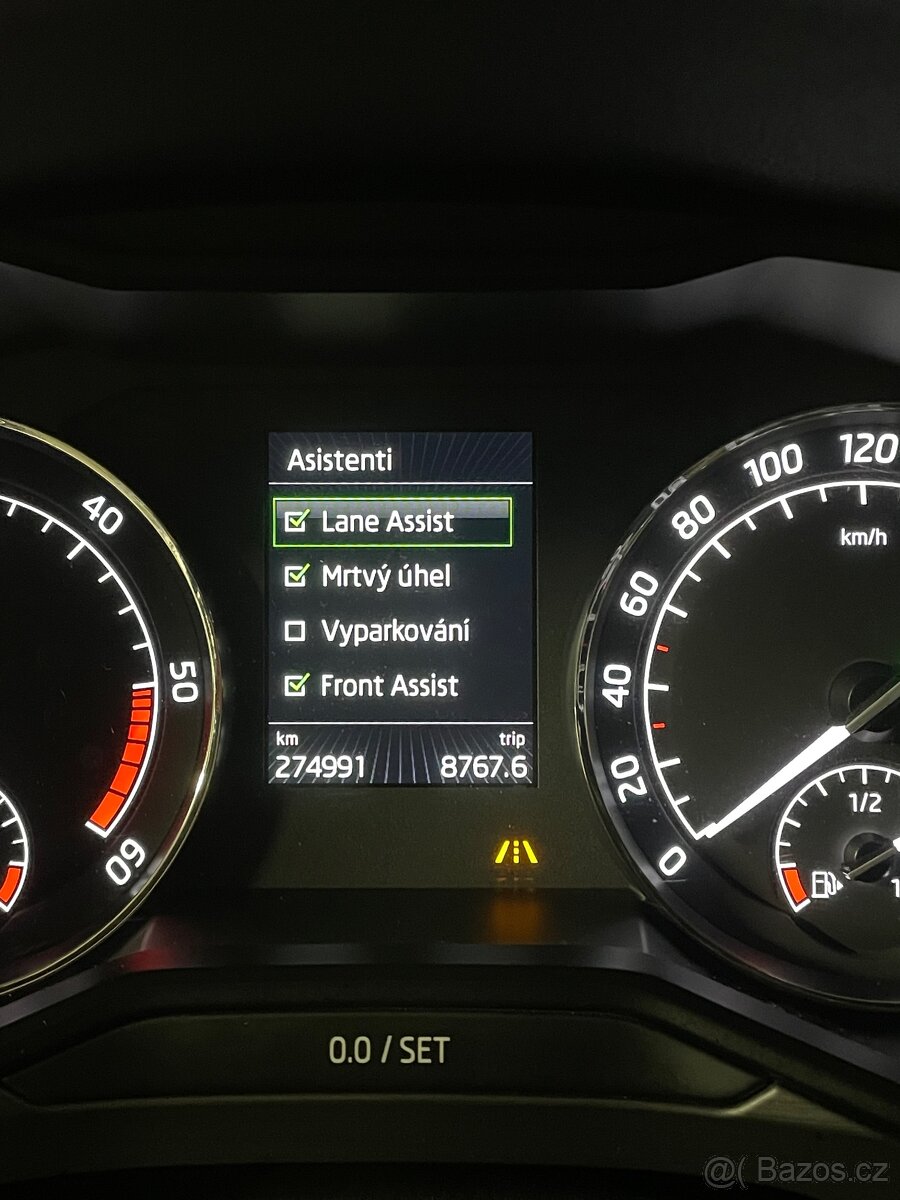 Asistenti
Lane Assist
Mrtvý úhel
Vyparkování
Front Assist
km trip
274991 8767.6
40
50
60
120
100
80
km/h
60
40
20
0
1/2
0.0 / SET
@( Bazos.cz